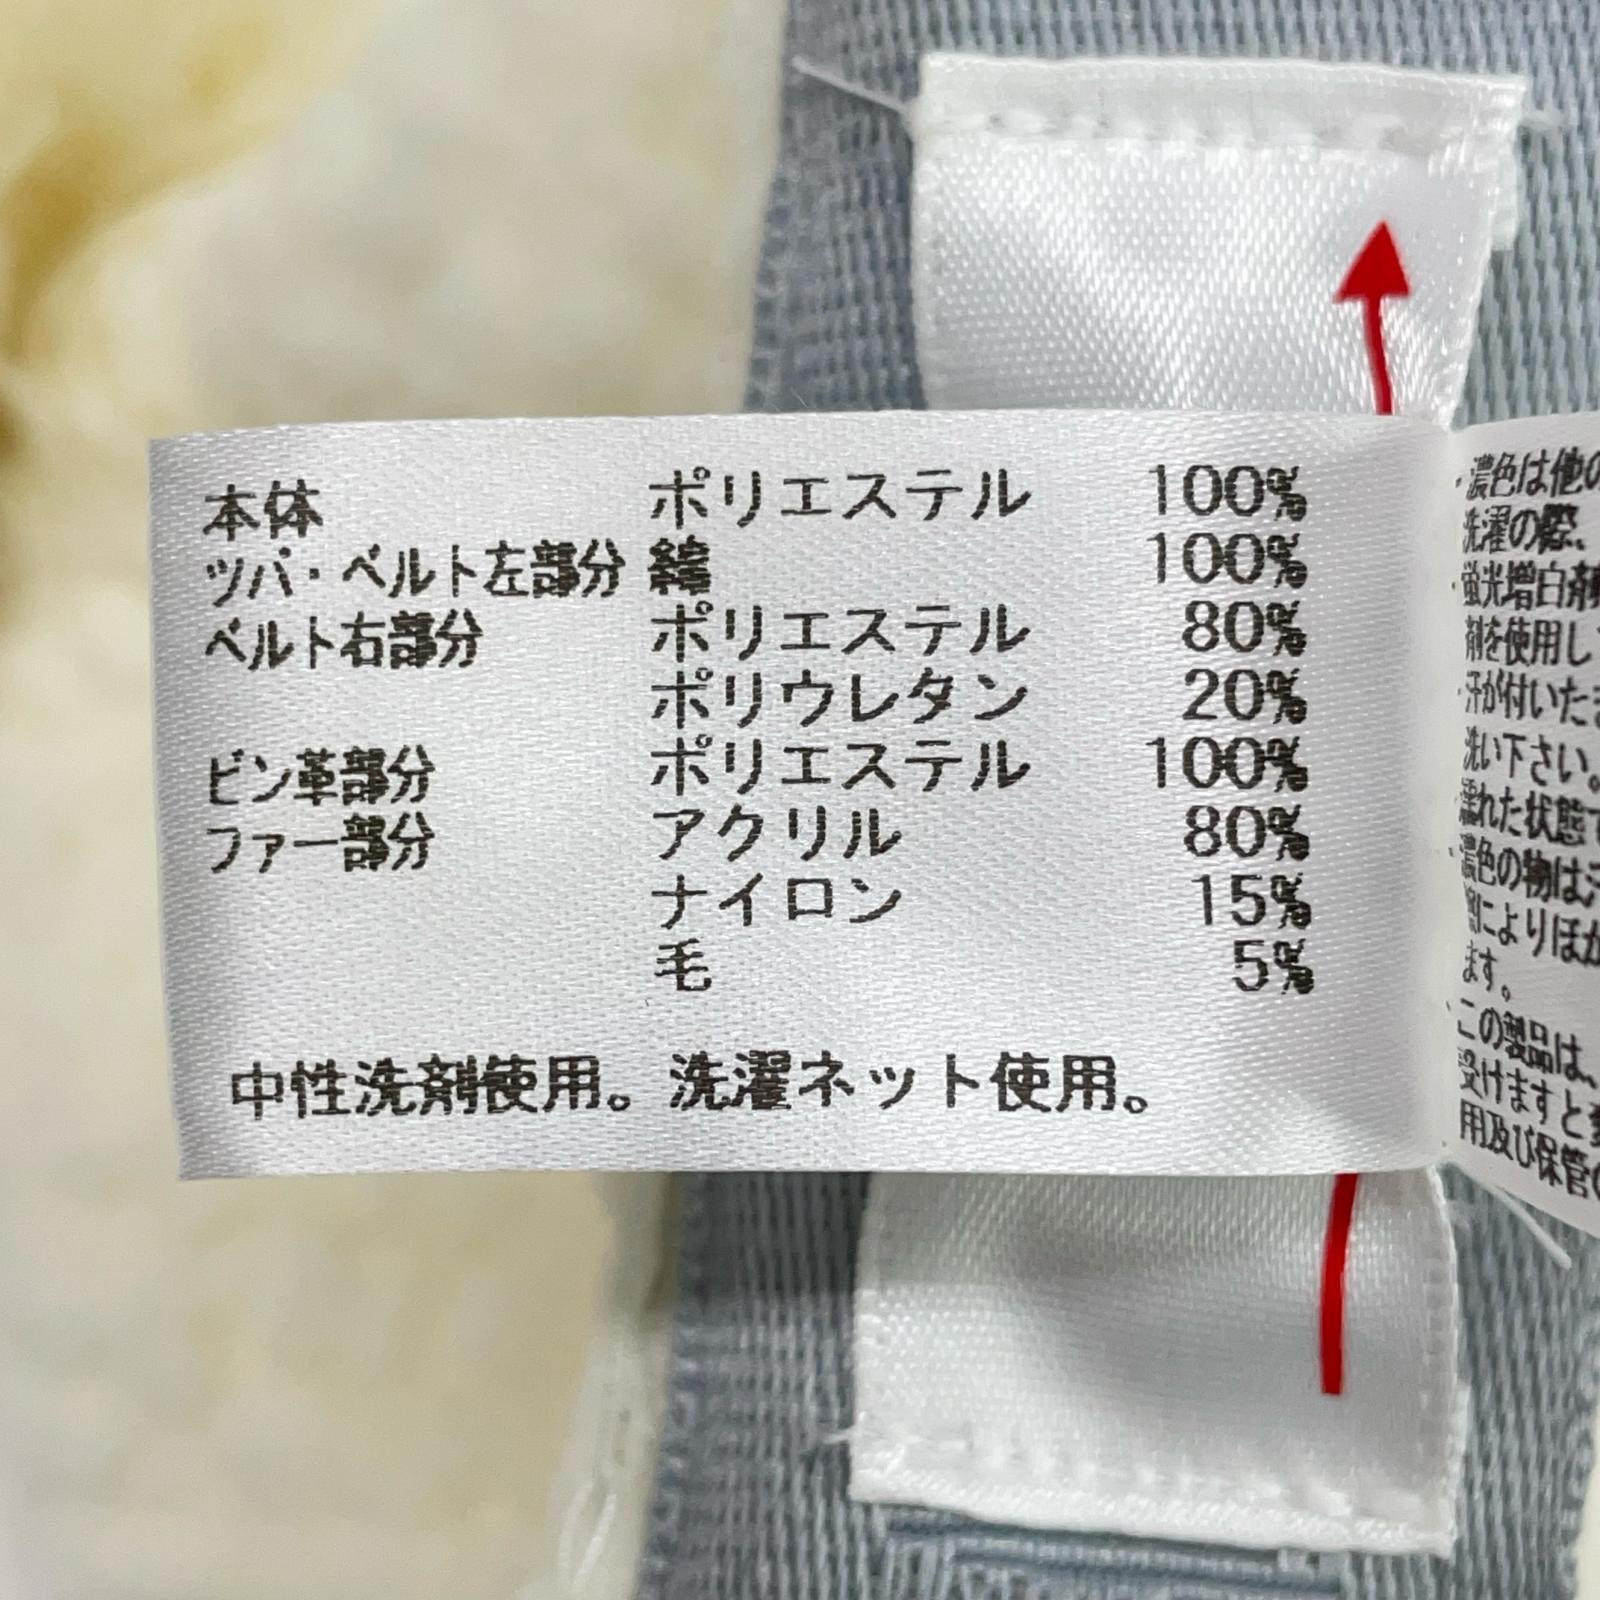 本体 ポリエステル 100%
ツバ・ベルト左部分 綿 100%
ベルト右部分 ポリエステル 80%
ポリウレタン 20%
ビン革部分 ポリエステル 100%
ファー部分 アクリル 80%
ナイロン 15%
毛 5%
中性洗剤使用。洗濯ネット使用。
・濃色は他の
洗濯の際、
・蛍光増白剤
剤を使用し
・汗が付いた
洗い下さい。
濡れた状態で
・濃色の物は
によりほか
ます。
・この製品は、
受けますと
用及び保管